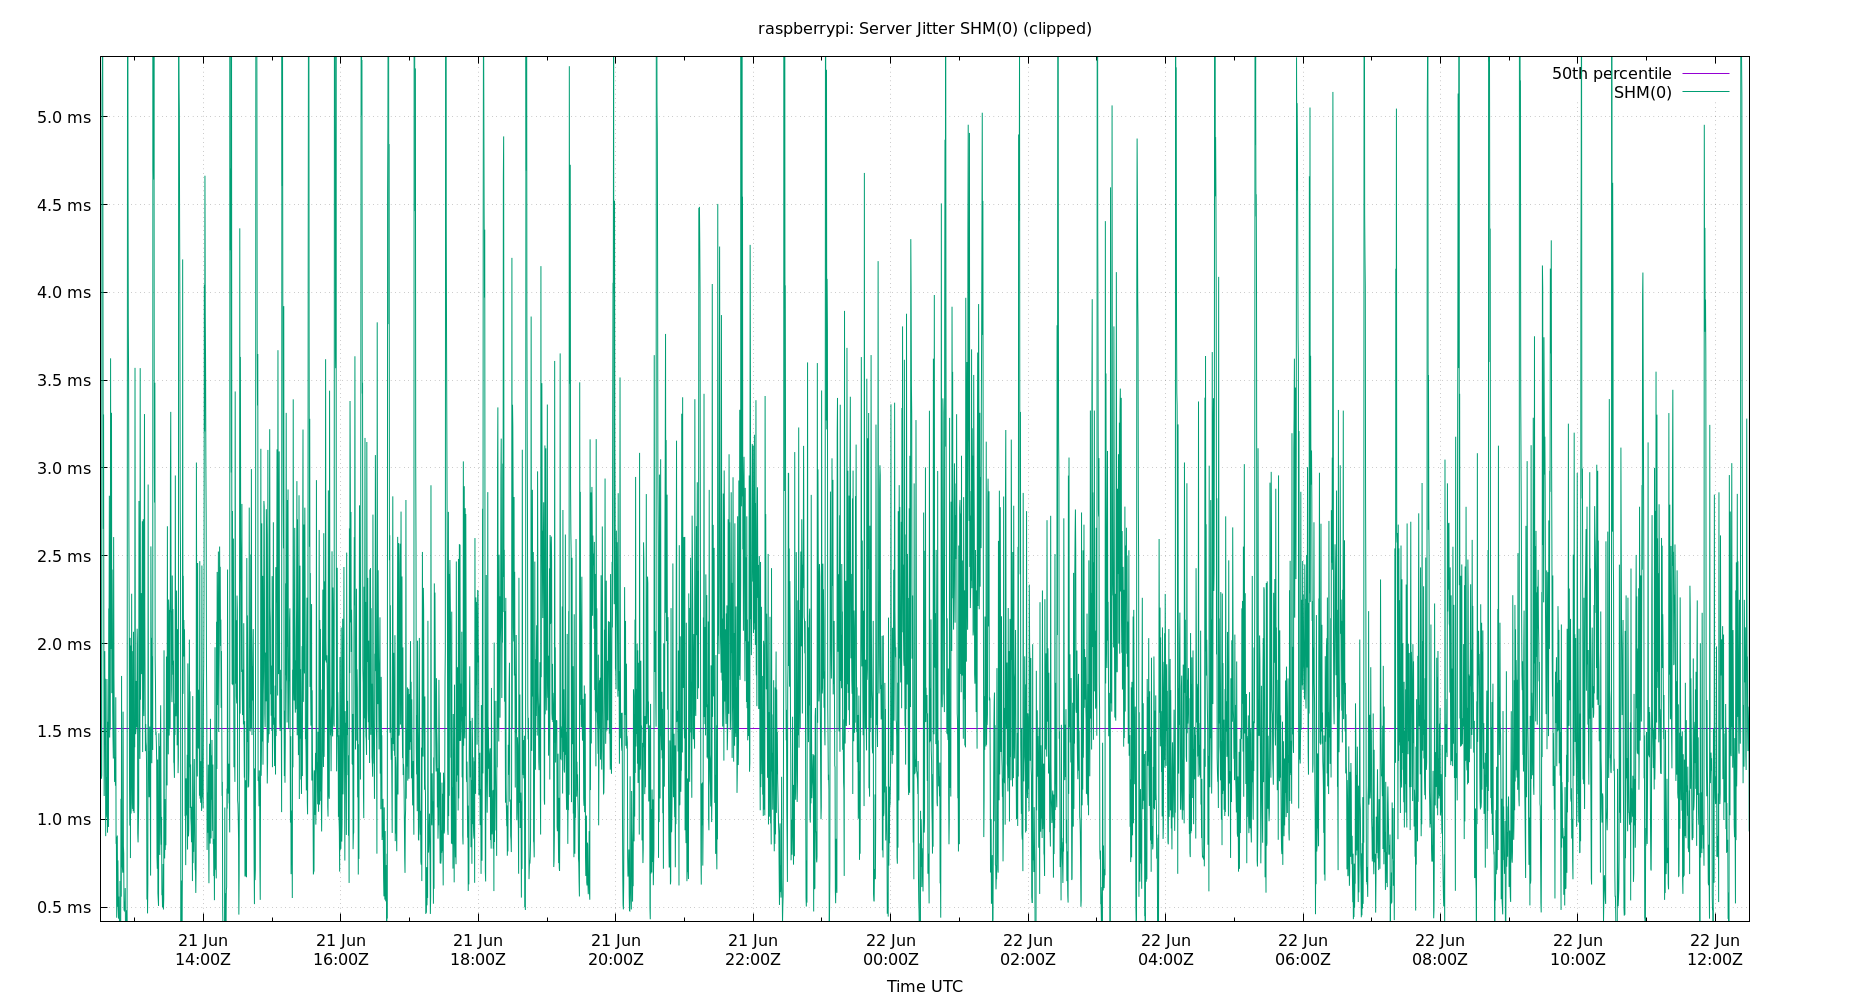 raspberrypi: Server Jitter SHM(0) (clipped)
50th percentile
SHM(0)
5.0 ms
4.5 ms
4.0 ms
3.5 ms
3.0 ms
2.5 ms
2.0 ms
1.5 ms
1.0 ms
0.5 ms
21 Jun 21 Jun 21 Jun 21 Jun 21 Jun 22 Jun 22 Jun 22 Jun 22 Jun 22 Jun 22 Jun 22 Jun
14:00Z 16:00Z 18:00Z 20:00Z 22:00Z 00:00Z 02:00Z 04:00Z 06:00Z 08:00Z 10:00Z 12:00Z
Time UTC